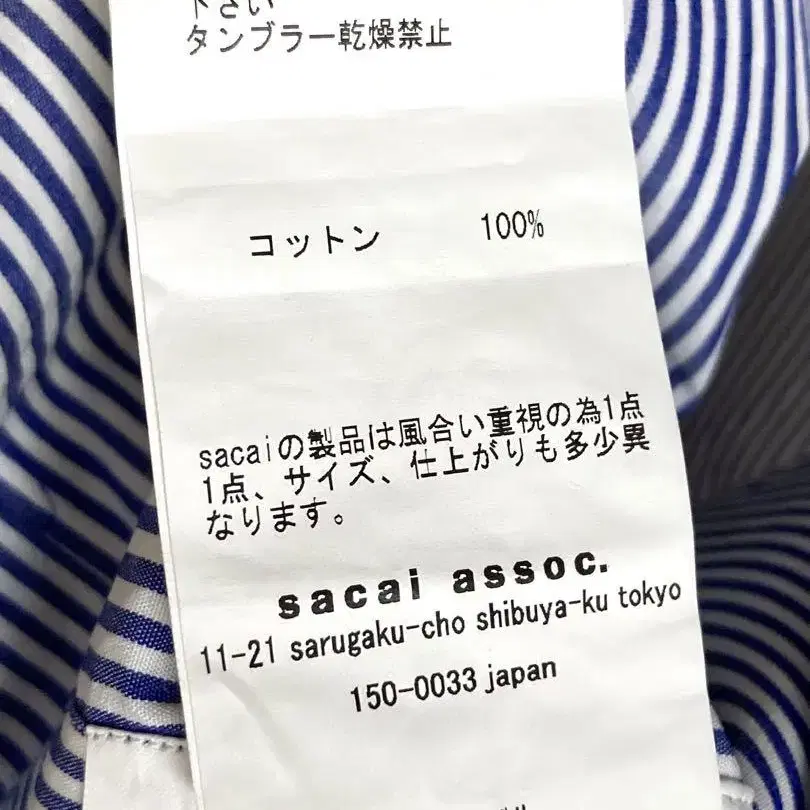 下さい
タンブラー乾燥禁止
コットン 100%
sacaiの製品は風合い重視の為1点
1点、サイズ、仕上がりも多少異
なります。
sacai assoc.
11-21 sarugaku-cho shibuya-ku tokyo
150-0033 japan